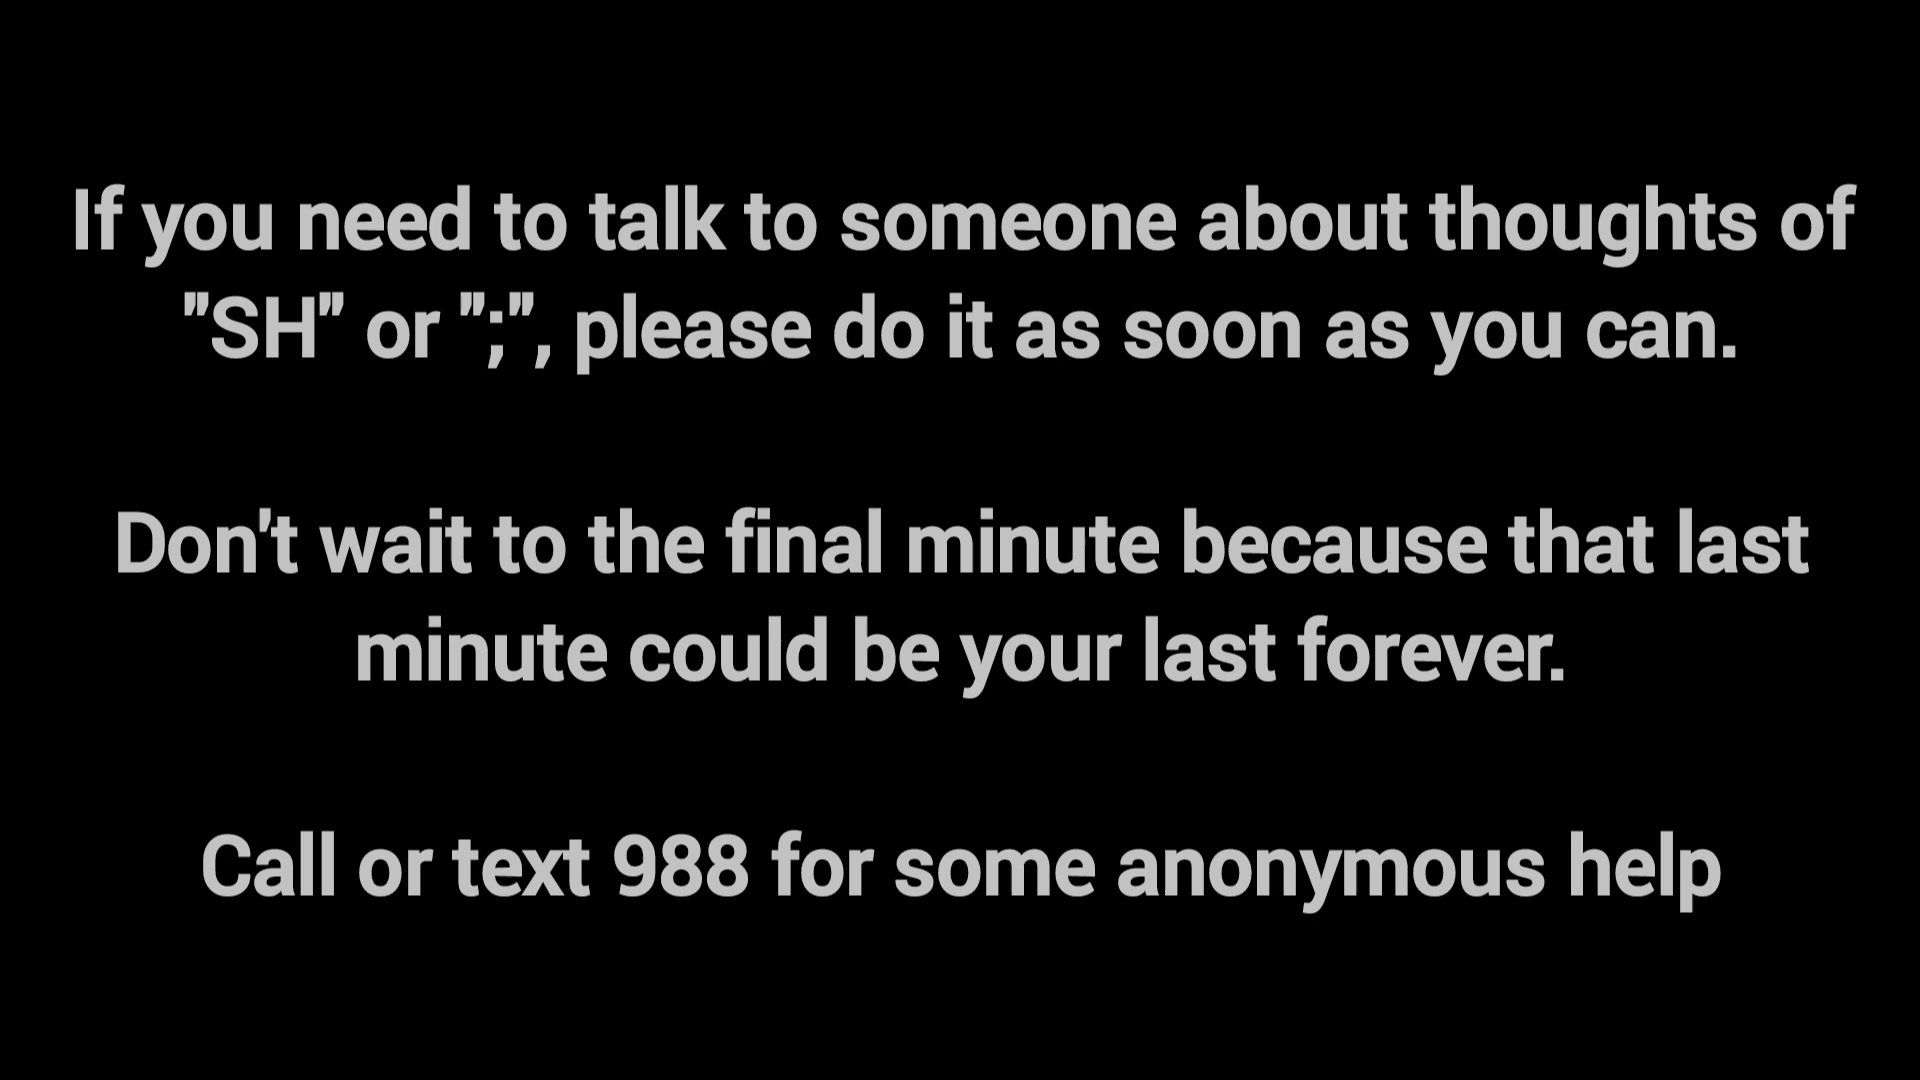 If you need to talk to someone about thoughts of
"SH" or ";", please do it as soon as you can.
Don't wait to the final minute because that last
minute could be your last forever.
Call or text 988 for some anonymous help